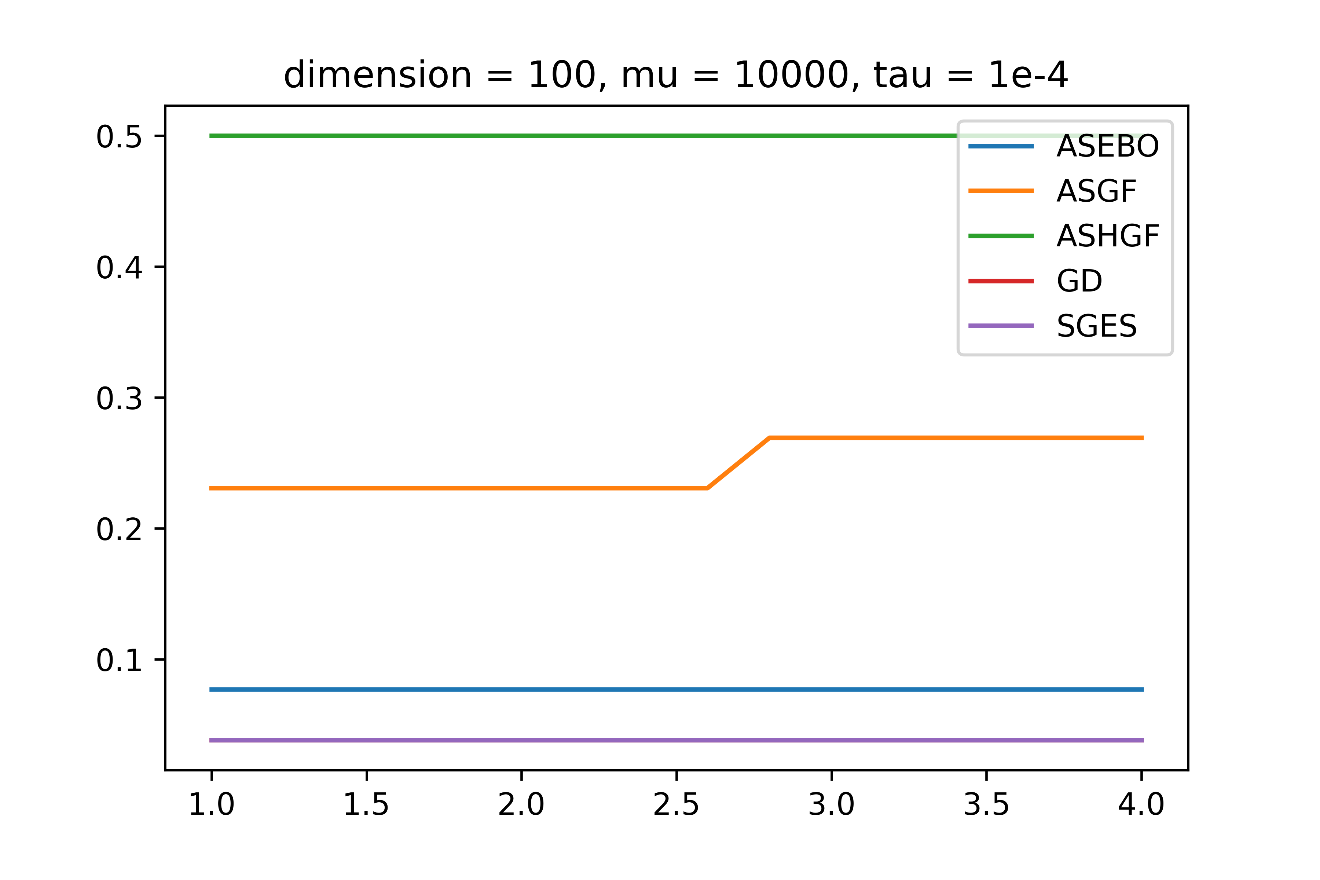 dimension = 100, mu = 10000, tau = 1e-4
0.5
0.4
0.3
0.2
0.1
ASEBO
ASGF
ASHGF
GD
SGES
1.0 1.5 2.0 2.5 3.0 3.5 4.0